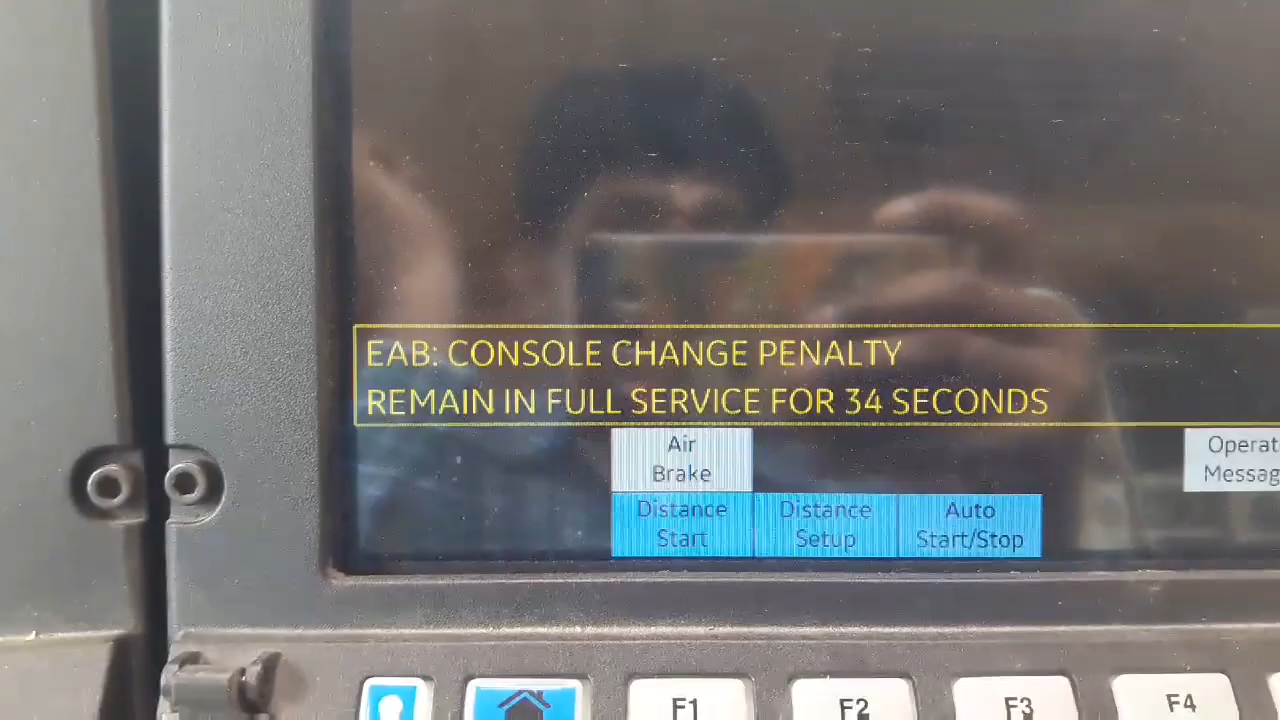 EAB: CONSOLE CHANGE PENALTY
REMAIN IN FULL SERVICE FOR 34 SECONDS
Air
Brake
Distance
Start
Distance
Setup
Auto
Start/Stop
F1
F2
F3
F4